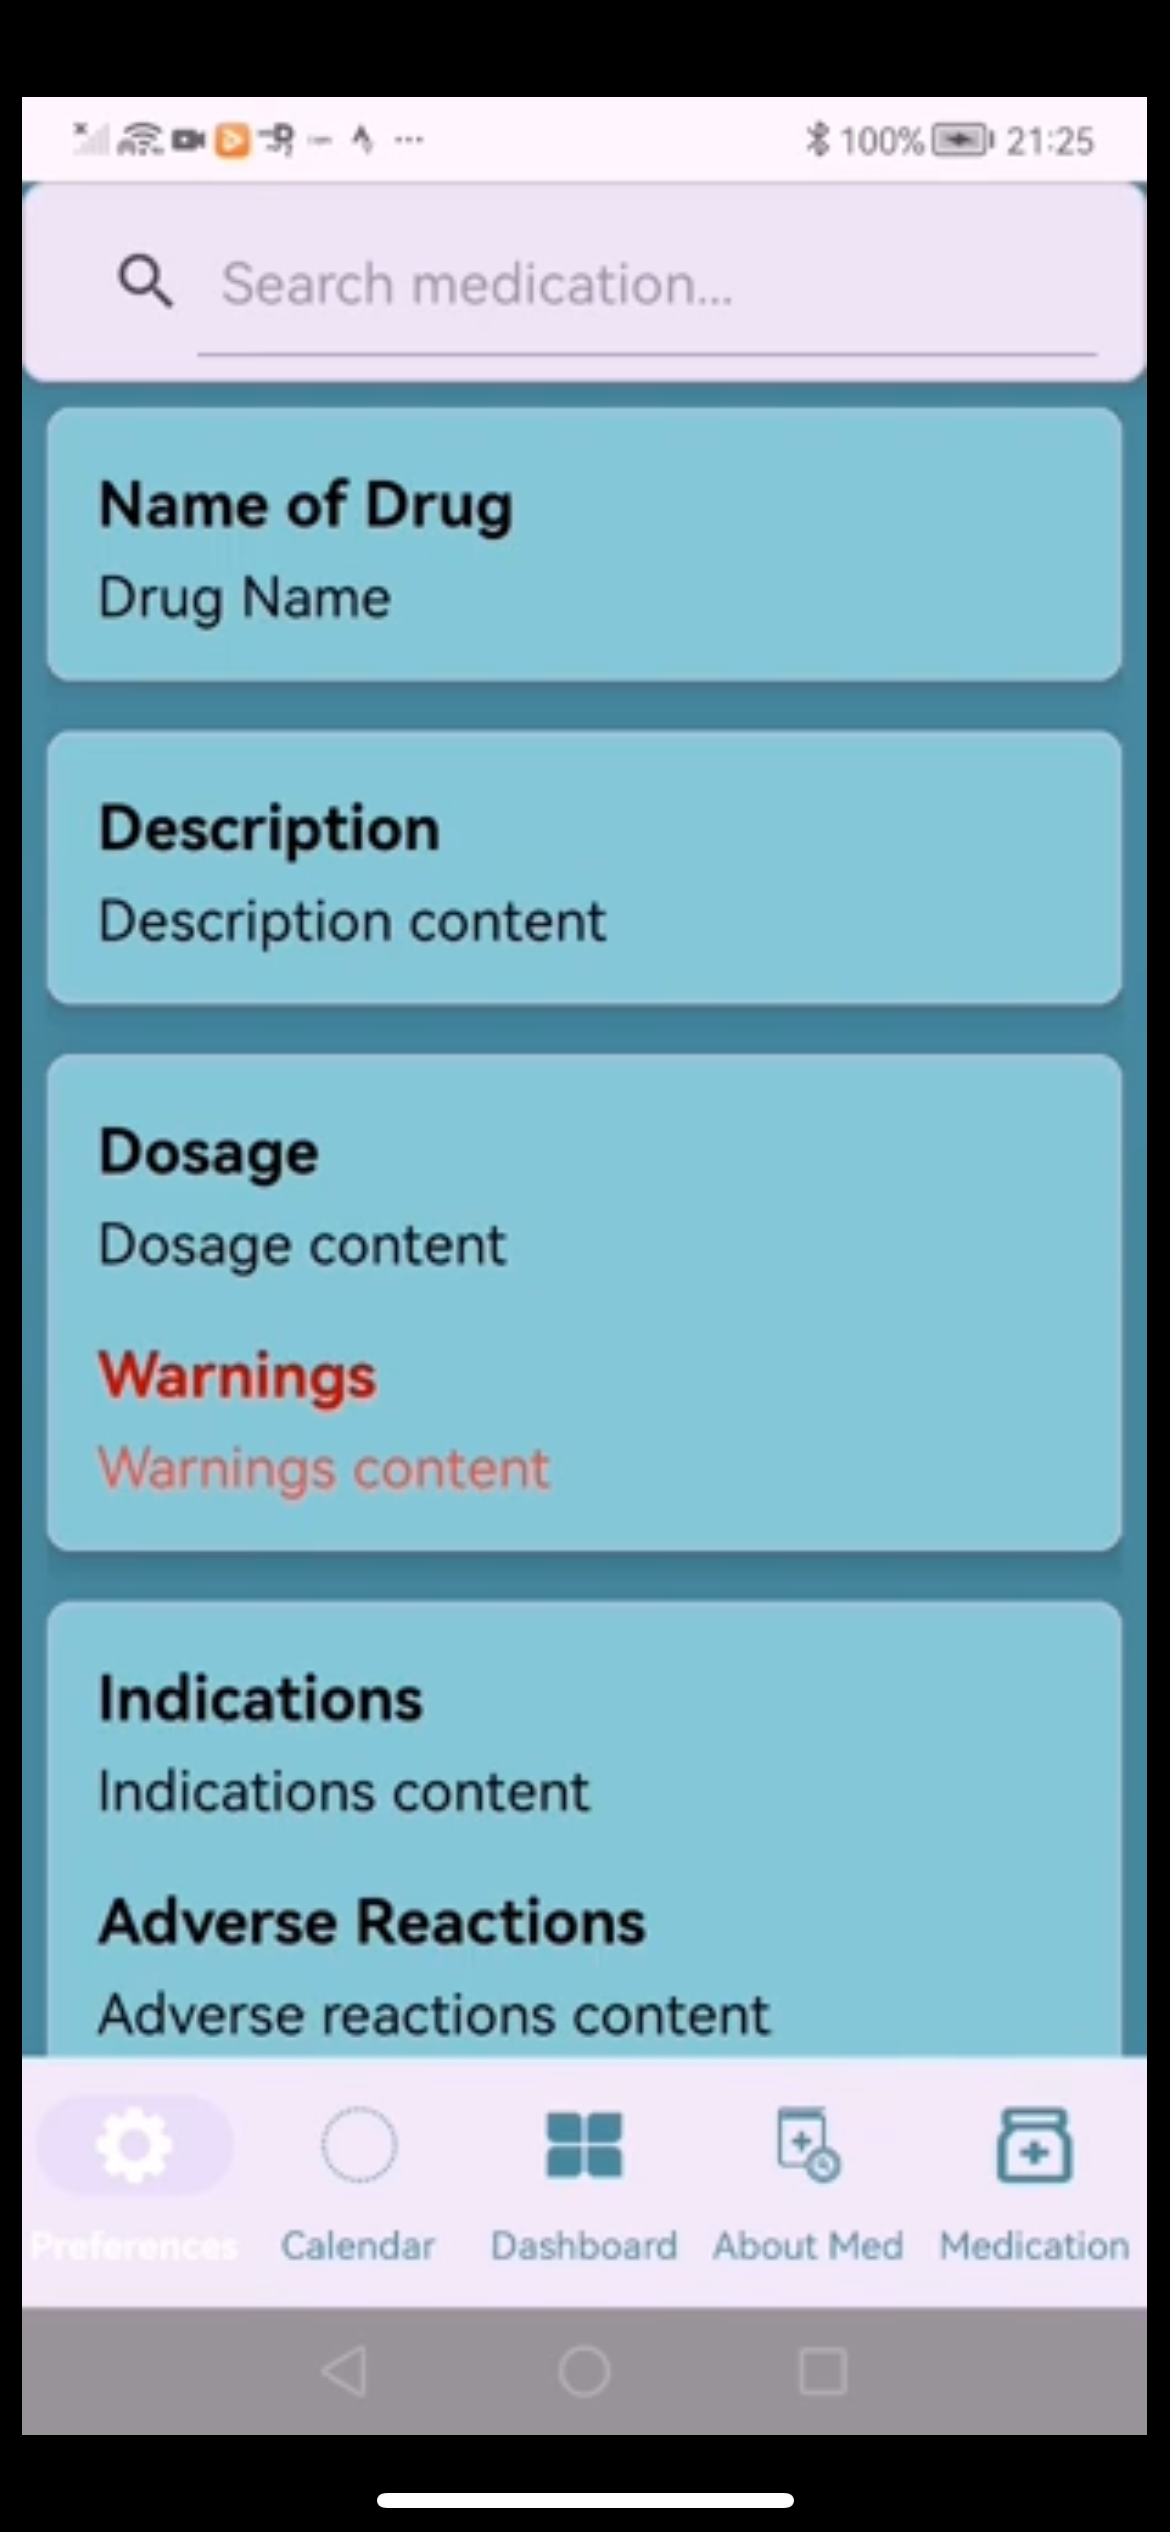 100% 21:25
Search medication...
Name of Drug
Drug Name
Description
Description content
Dosage
Dosage content
Warnings
Warnings content
Indications
Indications content
Adverse Reactions
Adverse reactions content
Preferences Calendar Dashboard About Med Medication